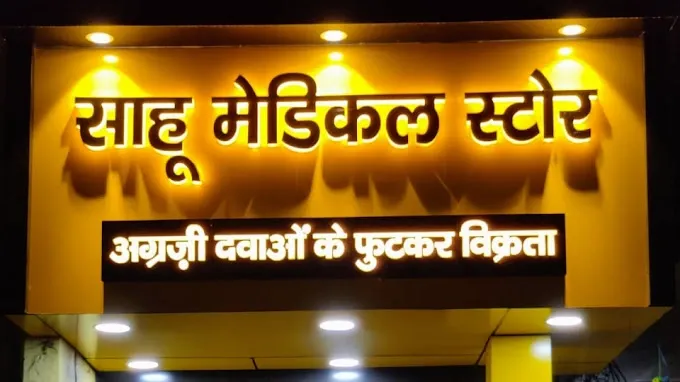 साहू मेडिकल स्टोर
अग्रज़ी दवाओं के फुटकर विक्रता